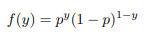 f(y) = p^y(1 − p)^{1−y}